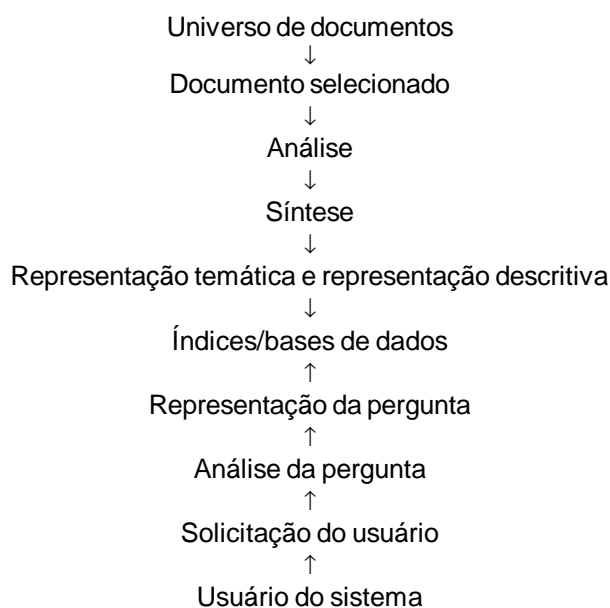 Universo de documentos
↓
Documento selecionado
↓
Análise
↓
Síntese
↓
Representação temática e representação descritiva
↓
Índices/bases de dados
↑
Representação da pergunta
↑
Análise da pergunta
↑
Solicitação do usuário
↑
Usuário do sistema